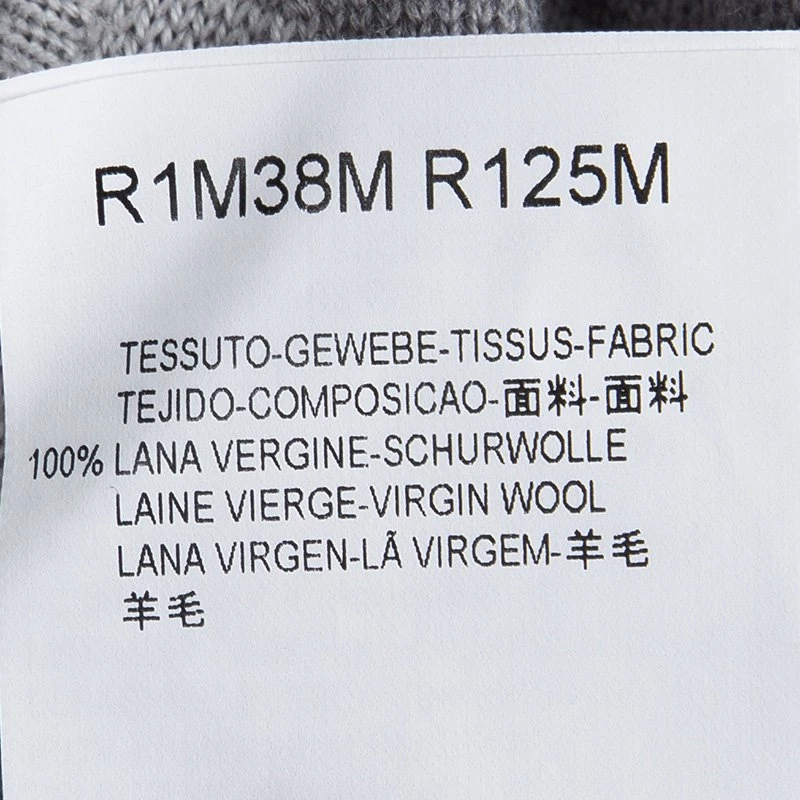 R1M38M R125M
TESSUTO-GEWEBE-TISSUS-FABRIC
TEJIDO-COMPOSICAO-面料-面料
100% LANA VERGINE-SCHURWOLLE
LAINE VIERGE-VIRGIN WOOL
LANA VIRGEN-LÃ VIRGEM-羊毛
羊毛